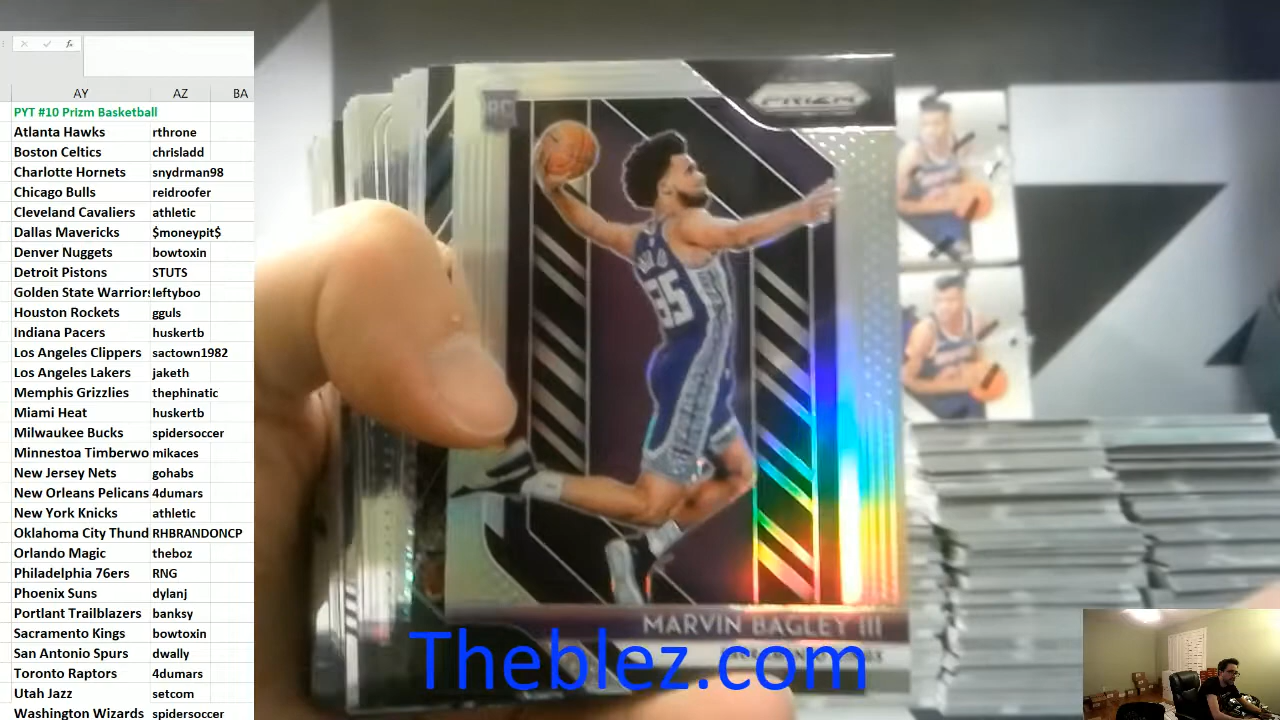 fx
AY AZ BA
PYT #10 Prizm Basketball
Atlanta Hawks rthrone
Boston Celtics chrisladd
Charlotte Hornets snydrman98
Chicago Bulls reidroofer
Cleveland Cavaliers athletic
Dallas Mavericks $moneypit$
Denver Nuggets bowtoxin
Detroit Pistons STUTS
Golden State Warriors leftyboo
Houston Rockets gguls
Indiana Pacers huskertb
Los Angeles Clippers sactown1982
Los Angeles Lakers jaketh
Memphis Grizzlies thephinatic
Miami Heat huskertb
Milwaukee Bucks spidersoccer
Minnestoa Timberwo mikaces
New Jersey Nets gohabs
New Orleans Pelicans 4dumars
New York Knicks athletic
Oklahoma City Thund RHBRANDONCP
Orlando Magic theboz
Philadelphia 76ers RNG
Phoenix Suns dylanj
Portlant Trailblazers banksy
Sacramento Kings bowtoxin
San Antonio Spurs dwally
Toronto Raptors 4dumars
Utah Jazz setcom
Washington Wizards spidersoccer
RC
PRIZM
35
MARVIN BAGLEY III
Theblez.com